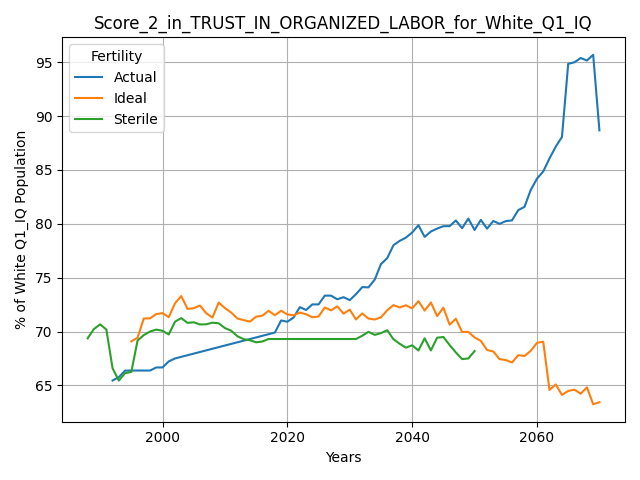 Score_2_in_TRUST_IN_ORGANIZED_LABOR_for_White_Q1_IQ
Fertility
Actual
Ideal
Sterile
% of White Q1_IQ Population
95
90
85
80
75
70
65
2000
2020
2040
2060
Years